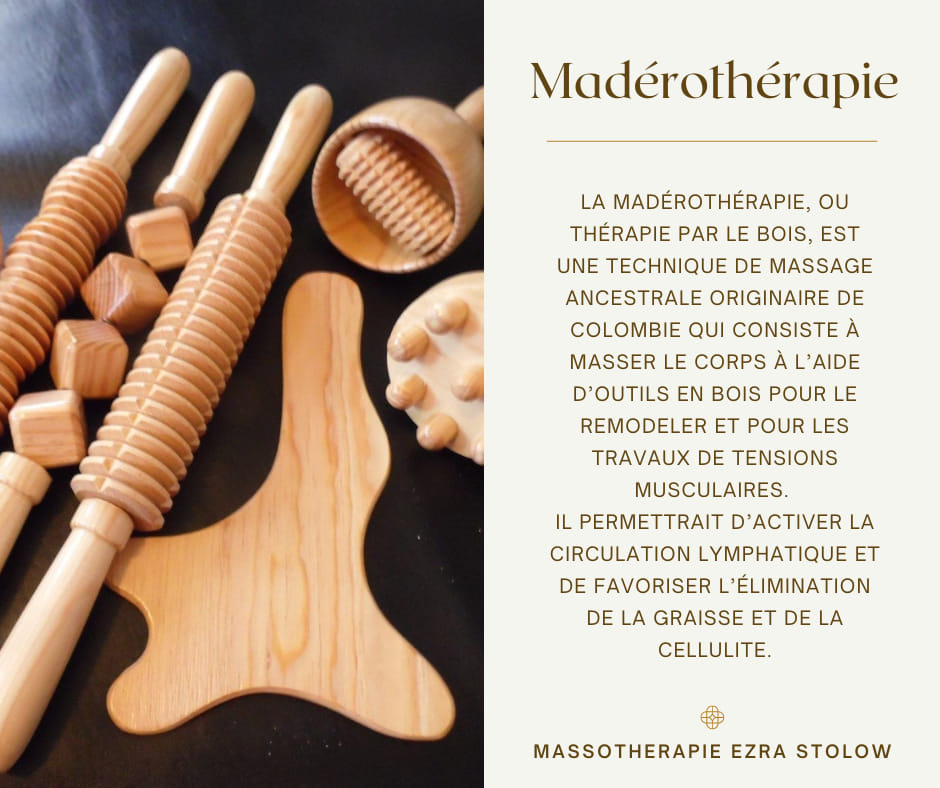 Madérothérapie
LA MADÉROTHÉRAPIE, OU
THÉRAPIE PAR LE BOIS, EST
UNE TECHNIQUE DE MASSAGE
ANCESTRALE ORIGINAIRE DE
COLOMBIE QUI CONSISTE À
MASSER LE CORPS À L’AIDE
D’OUTILS EN BOIS POUR LE
REMODELER ET POUR LES
TRAVAUX DE TENSIONS
MUSCULAIRES.
IL PERMETTRAIT D’ACTIVER LA
CIRCULATION LYMPHATIQUE ET
DE FAVORISER L’ÉLIMINATION
DE LA GRAISSE ET DE LA
CELLULITE.
MASSOTHERAPIE EZRA STOLOW